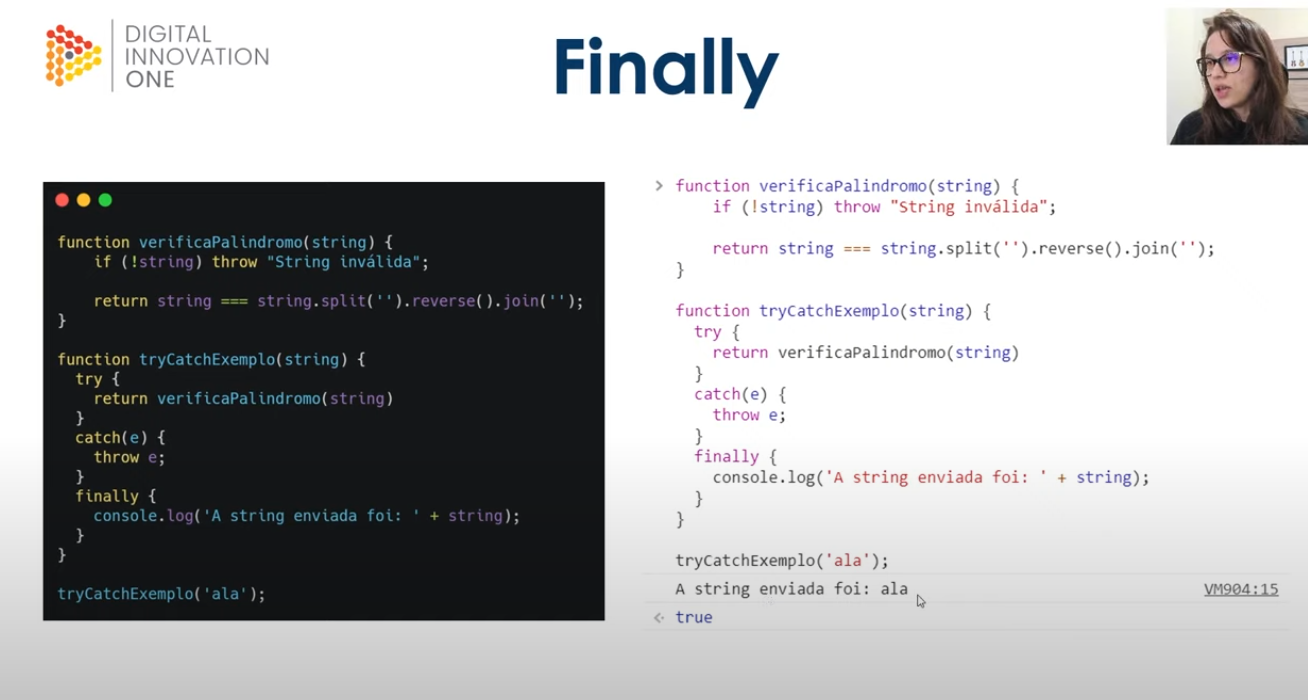 DIGITAL
INNOVATION
ONE
Finally
function verificaPalindromo(string) {
    if (!string) throw "String inválida";

    return string === string.split('').reverse().join('');
}

function tryCatchExemplo(string) {
  try {
    return verificaPalindromo(string)
  }
  catch(e) {
    throw e;
  }
  finally {
    console.log('A string enviada foi: ' + string);
  }
}

tryCatchExemplo('ala');
> function verificaPalindromo(string) {
    if (!string) throw "String inválida";

    return string === string.split('').reverse().join('');
}

function tryCatchExemplo(string) {
  try {
    return verificaPalindromo(string)
  }
  catch(e) {
    throw e;
  }
  finally {
    console.log('A string enviada foi: ' + string);
  }
}

tryCatchExemplo('ala');
A string enviada foi: ala VM904:15
true